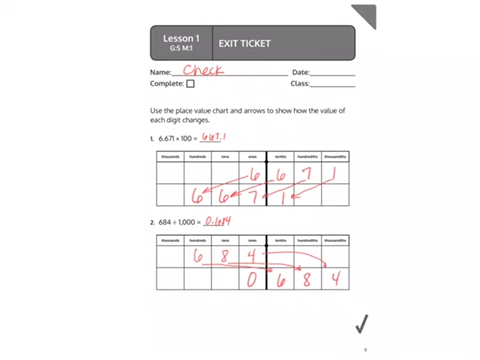 Lesson 1 EXIT TICKET
G:5 M:1
Name: Check Date:
Complete: Class:
Use the place value chart and arrows to show how the value
of each digit changes.
1. 6.671 × 100 = 667.1
thousands hundreds tens ones tenths hundredths thousandths
6 6 7 1
6 6 7 1
2. 684 ÷ 1,000 = 0.684
thousands hundreds tens ones tenths hundredths thousandths
6 8 4
0 6 8 4